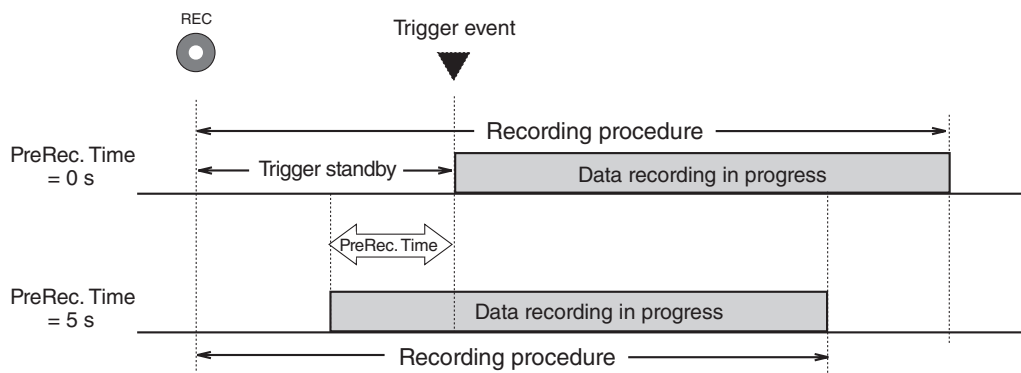 REC
Trigger event
Recording procedure
PreRec. Time
= 0 s
Trigger standby
Data recording in progress
PreRec. Time
PreRec. Time
= 5 s
Data recording in progress
Recording procedure